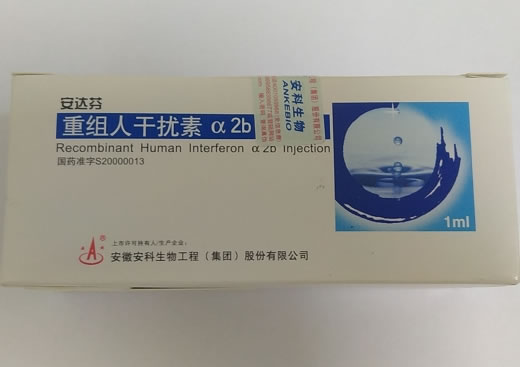 安达芬
重组人干扰素 α 2b
Recombinant Human Interferon α 2b Injection
国药准字S20000013
安科生物
ANKEBIO
1ml
上市许可持有人/生产企业:
安徽安科生物工程（集团）股份有限公司